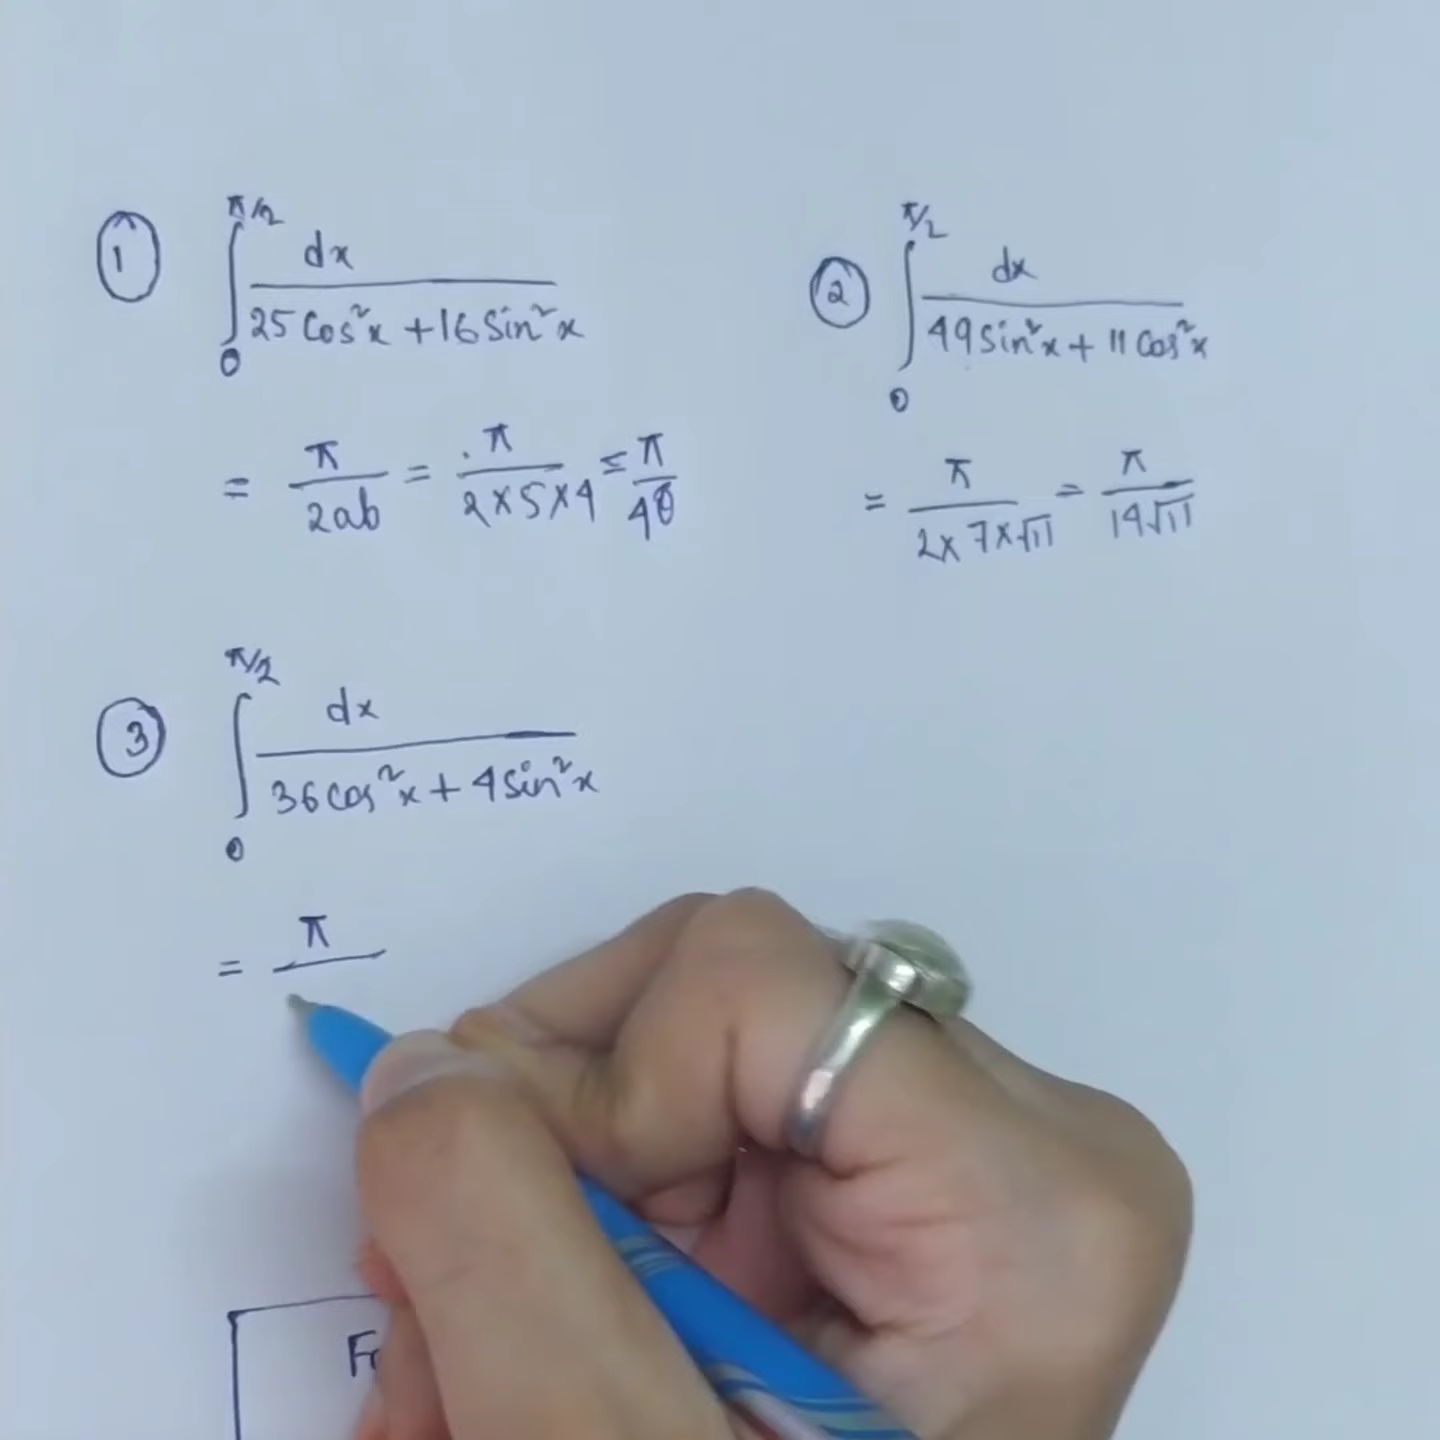 ① ∫₀^π/2 dx / (25 Cos²x + 16 Sin²x)
= π / 2ab = π / (2×5×4) = π / 40
② ∫₀^π/2 dx / (49 Sin²x + 11 Cos²x)
= π / (2×7×√11) = π / 14√11
③ ∫₀^π/2 dx / (36 cos²x + 4 sin²x)
= π /